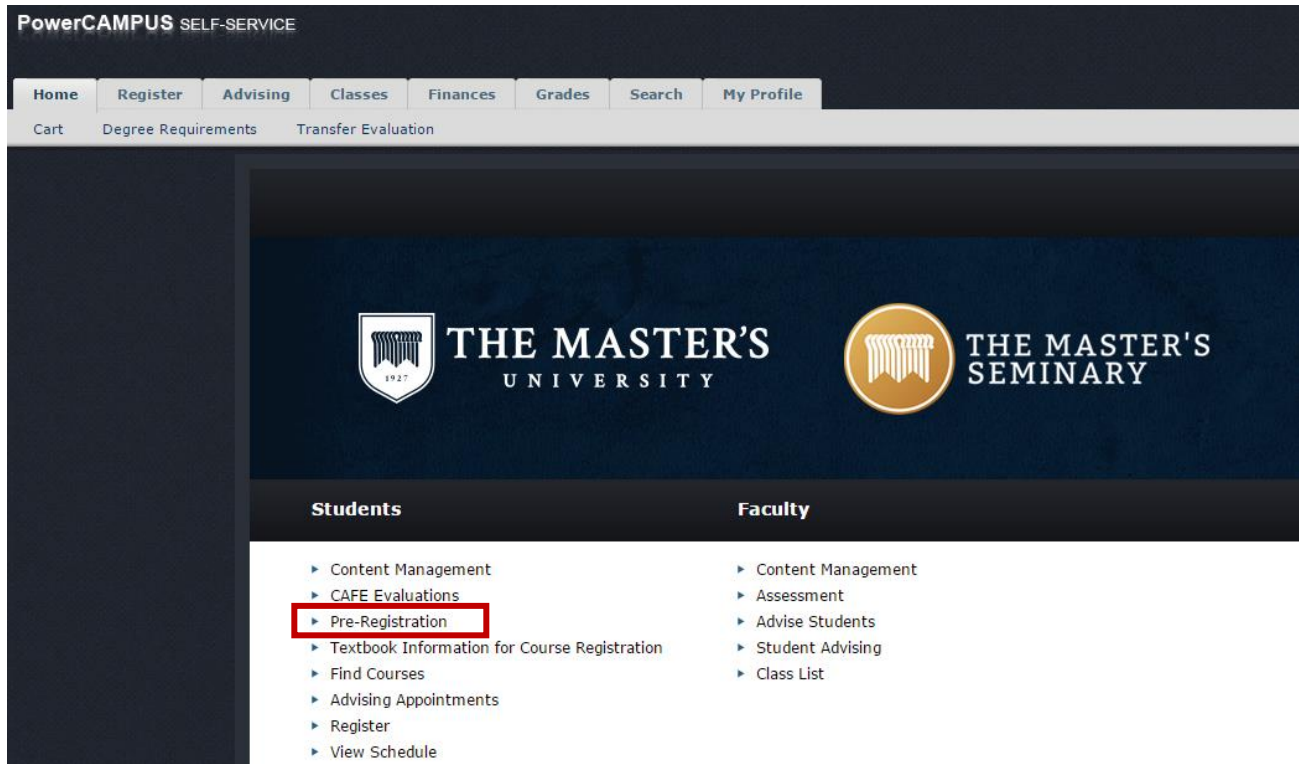 PowerCAMPUS SELF-SERVICE
Home Register Advising Classes Finances Grades Search My Profile
Cart Degree Requirements Transfer Evaluation
1927
THE MASTER'S
UNIVERSITY
THE MASTER'S
SEMINARY
Students
Content Management
CAFE Evaluations
Pre-Registration
Textbook Information for Course Registration
Find Courses
Advising Appointments
Register
View Schedule
Faculty
Content Management
Assessment
Advise Students
Student Advising
Class List